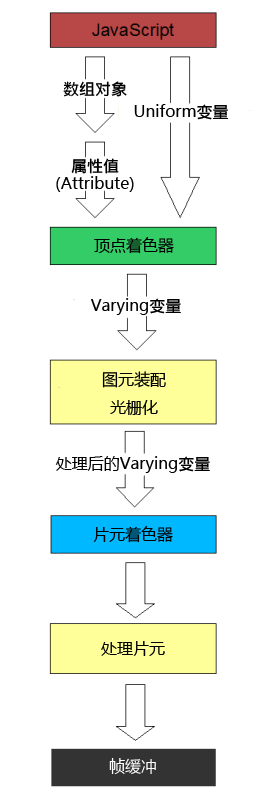 JavaScript
数组对象
Uniform变量
属性值
(Attribute)
顶点着色器
Varying变量
图元装配
光栅化
处理后的Varying变量
片元着色器
处理片元
帧缓冲